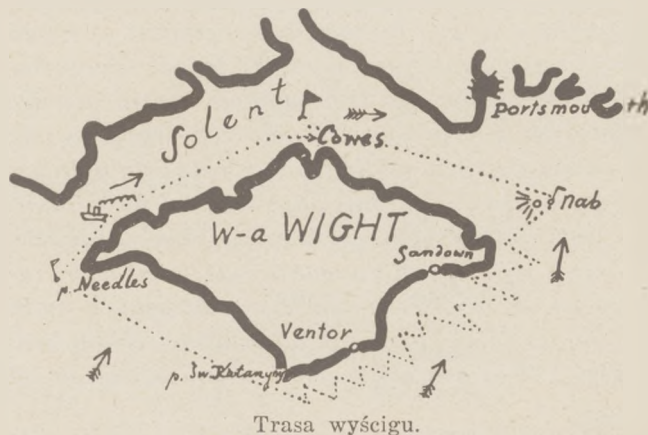 Solent
Portsmouth
Cowes
Nab
W-a WIGHT
Sandown
p. Needles
Ventor
p. Św. Katarzyny
Trasa wyścigu.